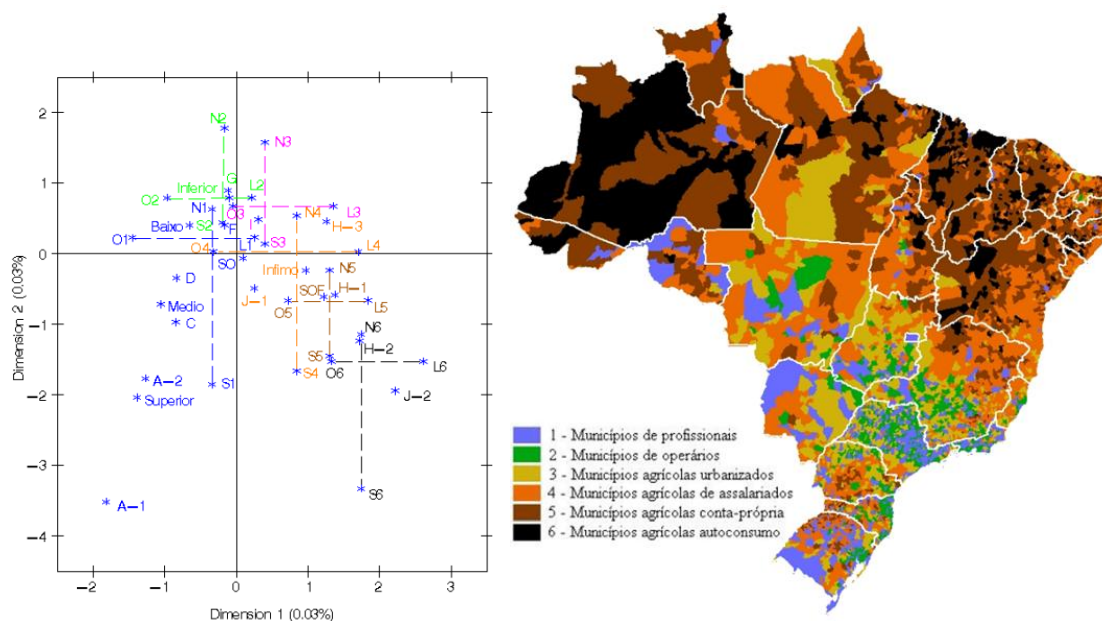 2
1
0
−1
−2
−3
−4
−2
−1
0
1
2
3
Dimension 2 (0.03%)
Dimension 1 (0.03%)
N2
N3
G
Inferior
L2
O2
N1
O3
L3
N4
Baixo
S2
F
H−3
O1
L1
S3
O4
L4
SO
Infimo
N5
D
J−1
SOF
H−1
Medio
O5
L5
C
N6
H−2
S5
L6
S4
O6
A−2
S1
J−2
Superior
A−1
S6
1 - Municípios de profissionais
2 - Municípios de operários
3 - Municípios agrícolas urbanizados
4 - Municípios agrícolas de assalariados
5 - Municípios agrícolas conta-própria
6 - Municípios agrícolas autoconsumo